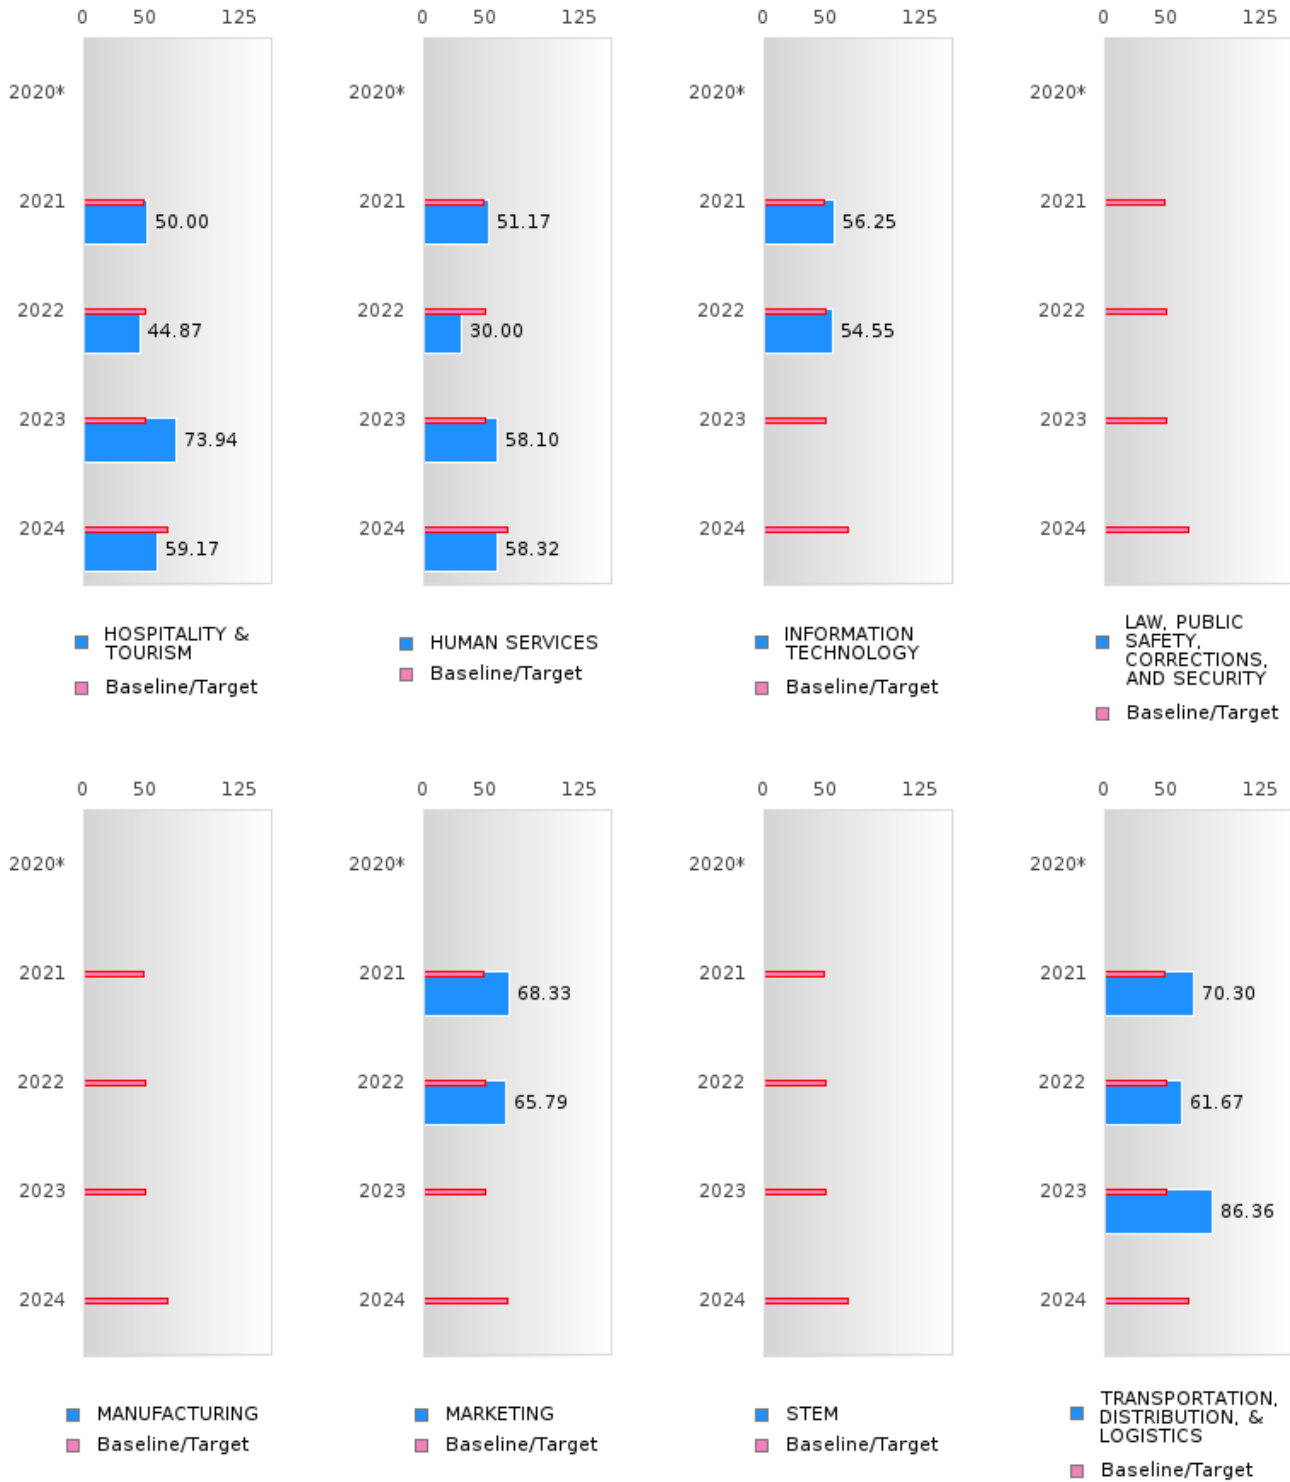 0 50 125
2020*
2021
50.00
2022
44.87
2023
73.94
2024
59.17
HOSPITALITY &
TOURISM
Baseline/Target
0 50 125
2020*
2021
51.17
2022
30.00
2023
58.10
2024
58.32
HUMAN SERVICES
Baseline/Target
0 50 125
2020*
2021
56.25
2022
54.55
2023
2024
INFORMATION
TECHNOLOGY
Baseline/Target
0 50 125
2020*
2021
2022
2023
2024
LAW, PUBLIC
SAFETY,
CORRECTIONS,
AND SECURITY
Baseline/Target
0 50 125
2020*
2021
2022
2023
2024
MANUFACTURING
Baseline/Target
0 50 125
2020*
2021
68.33
2022
65.79
2023
2024
MARKETING
Baseline/Target
0 50 125
2020*
2021
2022
2023
2024
STEM
Baseline/Target
0 50 125
2020*
2021
70.30
2022
61.67
2023
86.36
2024
TRANSPORTATION,
DISTRIBUTION, &
LOGISTICS
Baseline/Target